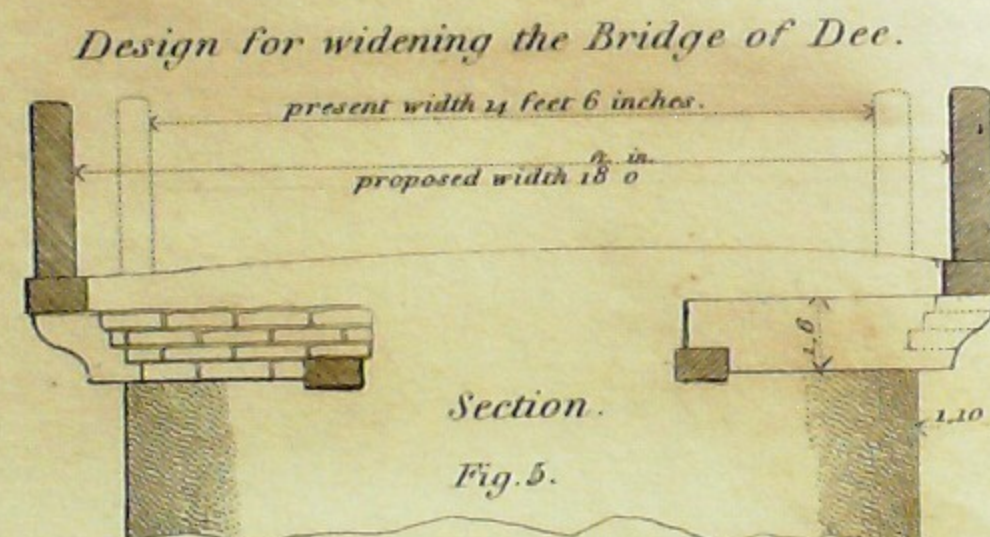 Design for widening the Bridge of Dee.
present width 14 feet 6 inches.
ft. in.
proposed width 18 0
1,6
Section.
1,10
Fig.5.